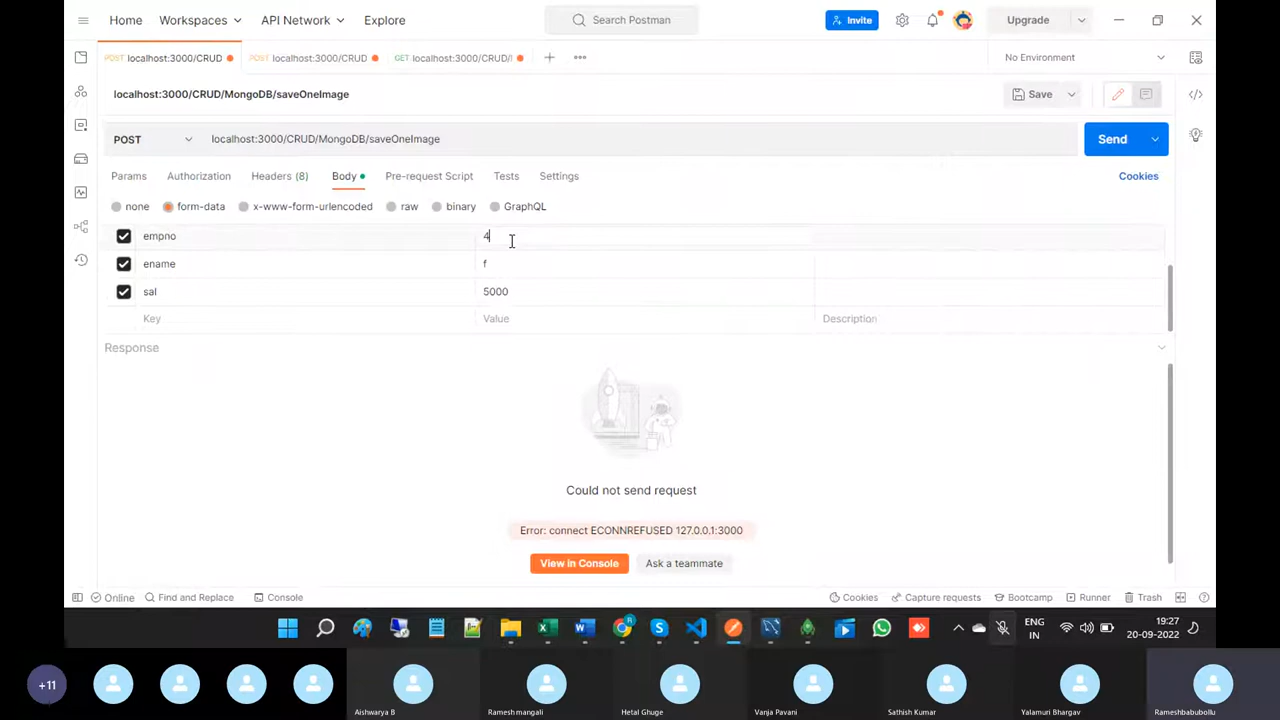 Home Workspaces API Network Explore Search Postman Invite Upgrade
POST localhost:3000/CRUD POST localhost:3000/CRUD GET localhost:3000/CRUD/ No Environment
localhost:3000/CRUD/MongoDB/saveOneImage Save
POST localhost:3000/CRUD/MongoDB/saveOneImage Send
Params Authorization Headers (8) Body Pre-request Script Tests Settings Cookies
none form-data x-www-form-urlencoded raw binary GraphQL
empno 4
ename f
sal 5000
Key Value Description
Response
Could not send request
Error: connect ECONNREFUSED 127.0.0.1:3000
View in Console Ask a teammate
Online Find and Replace Console Cookies Capture requests Bootcamp Runner Trash
ENG 19:27
IN 20-09-2022
+11
Aishwarya B Ramesh mangali Hetal Ghuge Vanja Pavani Sathish Kumar Yalamuri Bhargav Rameshbabubollu